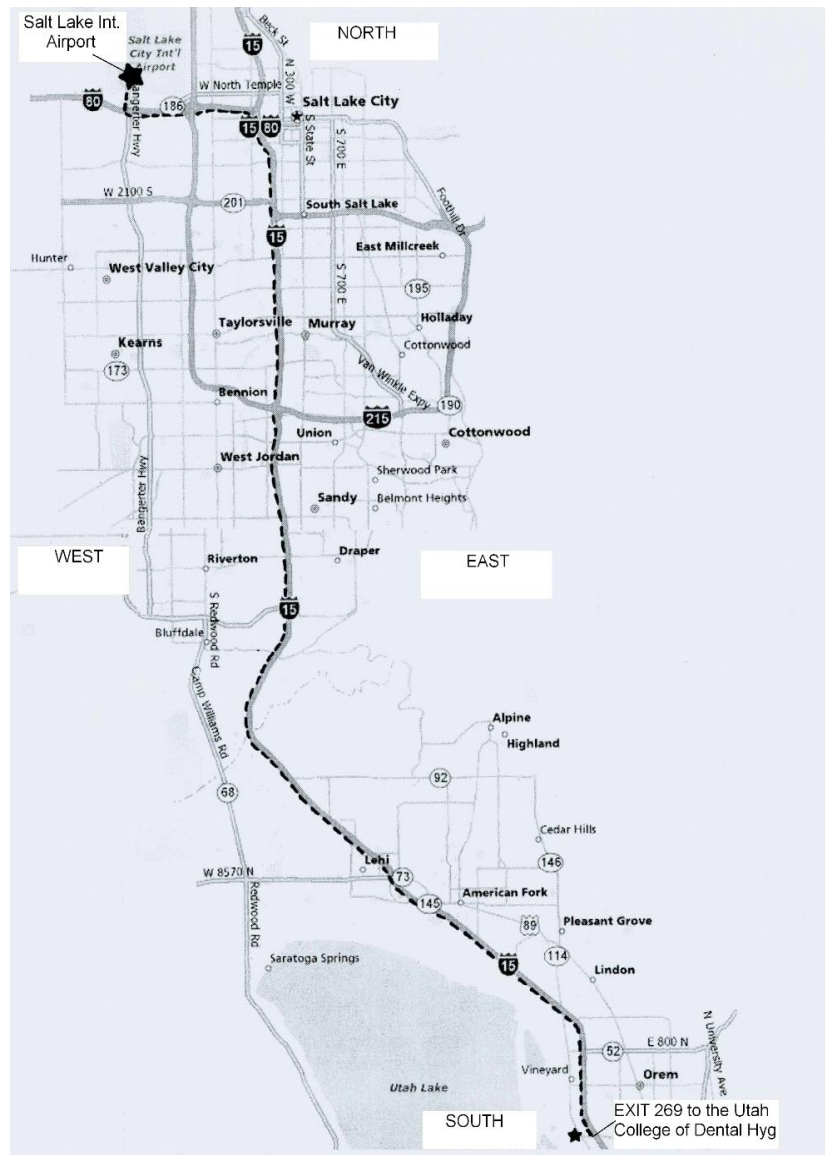 Salt Lake Int.
Airport
NORTH
Salt Lake
City Int'l
Airport
Beck St
15
N 300 W
W North Temple
80
186
Salt Lake City
15
80
Bangerter Hwy
S State St
S 700 E
W 2100 S
201
South Salt Lake
Foothill Dr
15
East Millcreek
Hunter
West Valley City
S 700 E
195
Taylorsville
Murray
Holladay
Kearns
Cottonwood
173
Van Winkle Expy
Bennion
190
215
Union
Cottonwood
West Jordan
Sherwood Park
Bangerter Hwy
Sandy
Belmont Heights
WEST
Riverton
Draper
EAST
S Redwood Rd
15
Bluffdale
Camp Williams Rd
Alpine
Highland
92
68
Cedar Hills
Lehi
146
W 8570 N
73
Redwood Rd
145
American Fork
89
Pleasant Grove
114
15
Saratoga Springs
Lindon
N University Ave
E 800 N
52
Vineyard
Orem
Utah Lake
SOUTH
EXIT 269 to the Utah
College of Dental Hyg